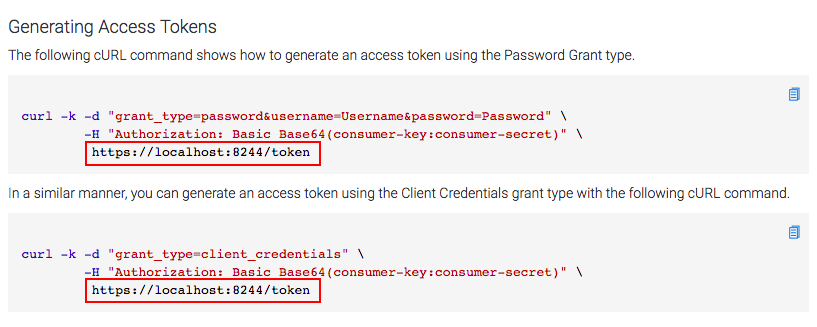 Generating Access Tokens
The following cURL command shows how to generate an access token using the Password Grant type.
curl -k -d "grant_type=password&username=Username&password=Password" \
-H "Authorization: Basic Base64(consumer-key:consumer-secret)" \
https://localhost:8244/token
In a similar manner, you can generate an access token using the Client Credentials grant type with the following cURL command.
curl -k -d "grant_type=client_credentials" \
-H "Authorization: Basic Base64(consumer-key:consumer-secret)" \
https://localhost:8244/token